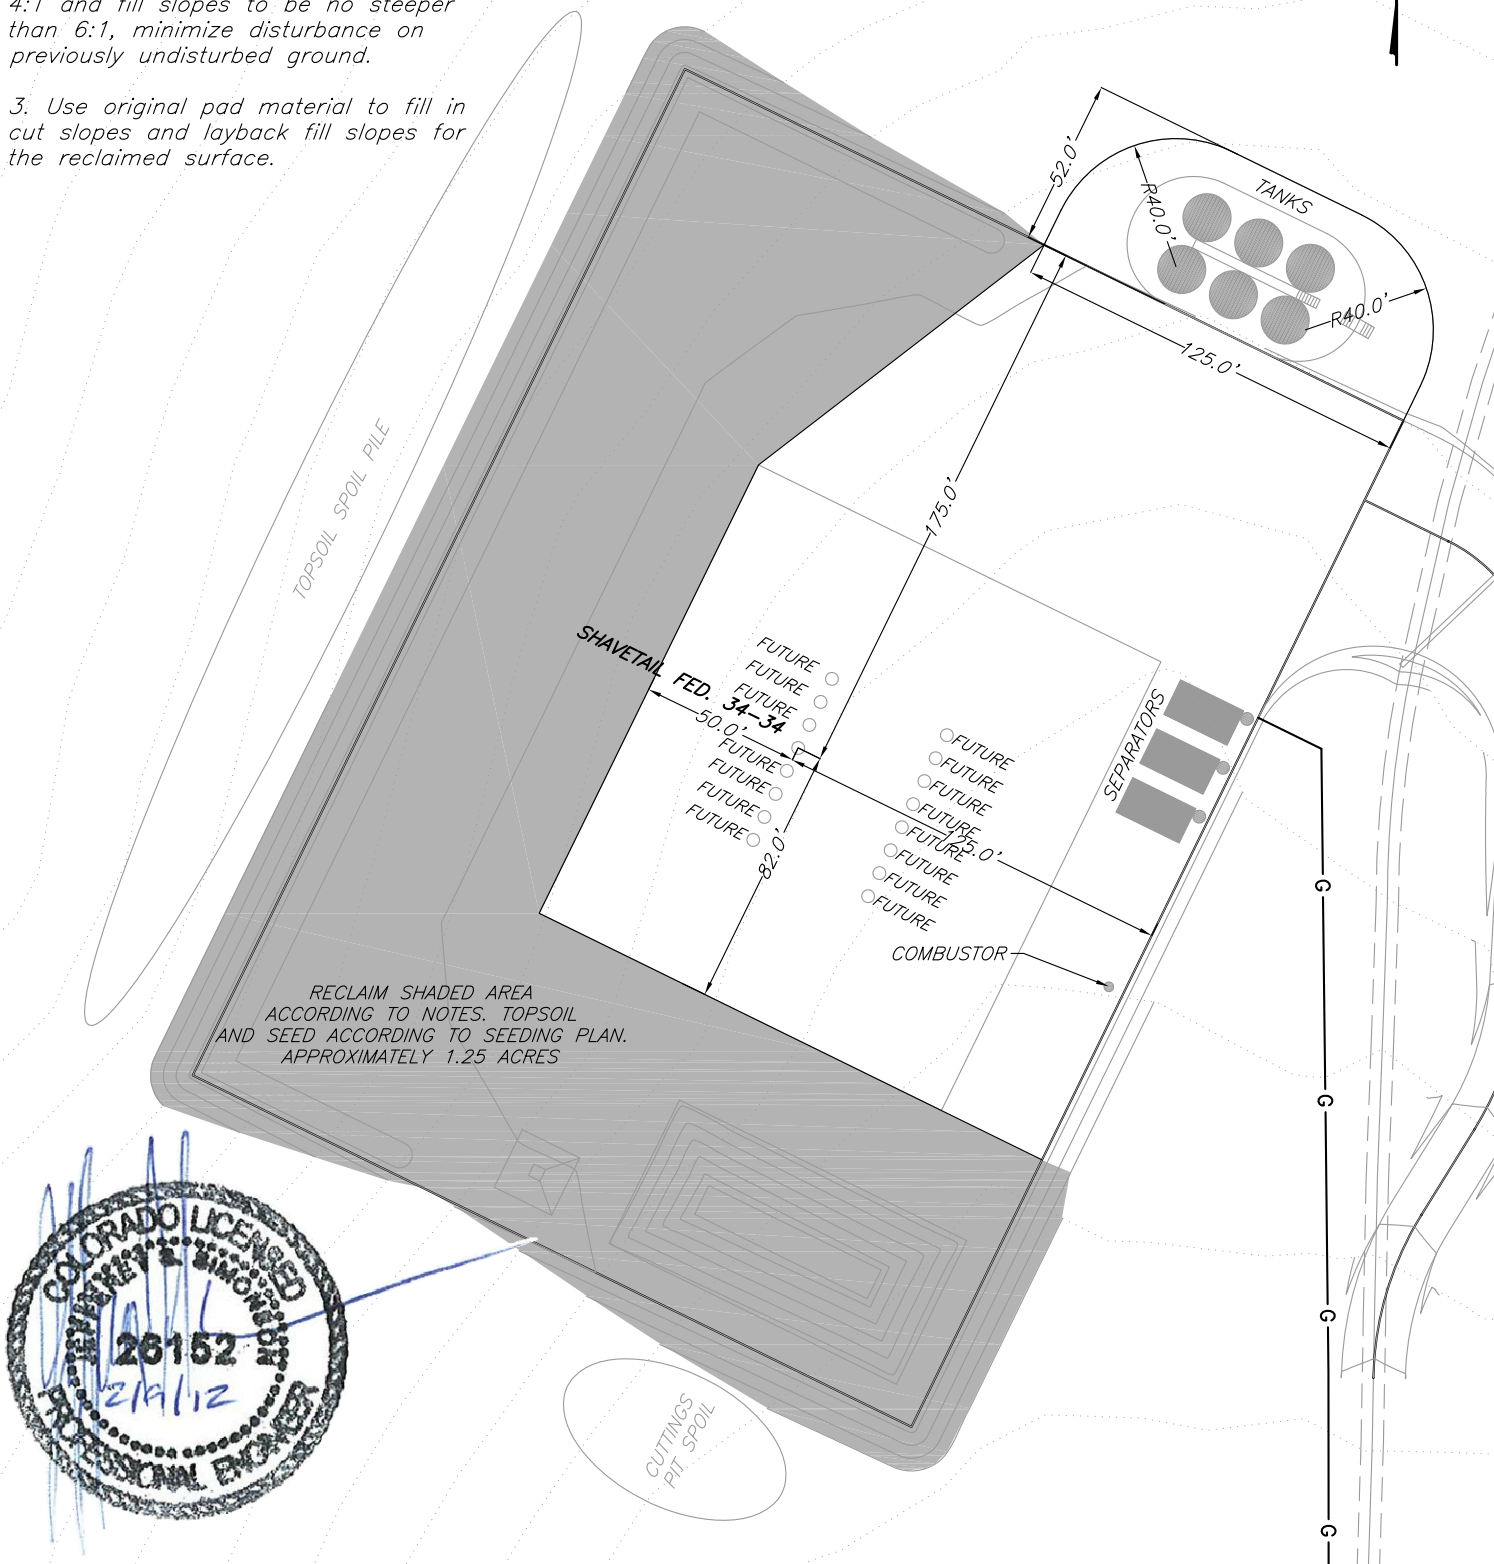 4:1 and fill slopes to be no steeper
than 6:1, minimize disturbance on
previously undisturbed ground.
3. Use original pad material to fill in
cut slopes and layback fill slopes for
the reclaimed surface.
52.0'
TANKS
R40.0'
R40.0'
125.0'
TOPSOIL SPOIL PILE
175.0'
SHAVETAIL FED. 34-34
FUTURE
FUTURE
FUTURE
50.0'
FUTURE
FUTURE
FUTURE
FUTURE
82.0'
FUTURE
FUTURE
FUTURE
FUTURE
FUTURE
FUTURE
FUTURE
FUTURE
125.0'
SEPARATORS
COMBUSTOR
G
G
G
G
RECLAIM SHADED AREA
ACCORDING TO NOTES. TOPSOIL
AND SEED ACCORDING TO SEEDING PLAN.
APPROXIMATELY 1.25 ACRES
COLORADO LICENSED
26152
2/9/12
PROFESSIONAL ENGINEER
CUTTINGS
PIT SPOIL